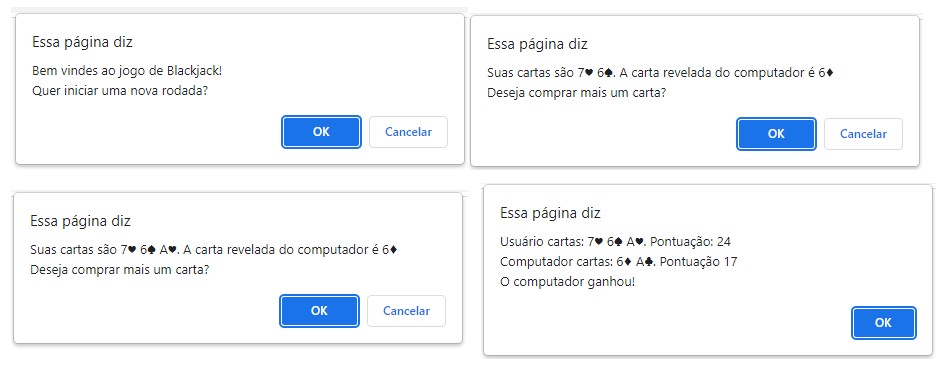 Essa página diz
Bem vindes ao jogo de Blackjack!
Quer iniciar uma nova rodada?
OK
Cancelar
Essa página diz
Suas cartas são 7♥ 6♠. A carta revelada do computador é 6♦
Deseja comprar mais um carta?
OK
Cancelar
Essa página diz
Suas cartas são 7♥ 6♠ A♥. A carta revelada do computador é 6♦
Deseja comprar mais um carta?
OK
Cancelar
Essa página diz
Usuário cartas: 7♥ 6♠ A♥. Pontuação: 24
Computador cartas: 6♦ A♣. Pontuação 17
O computador ganhou!
OK